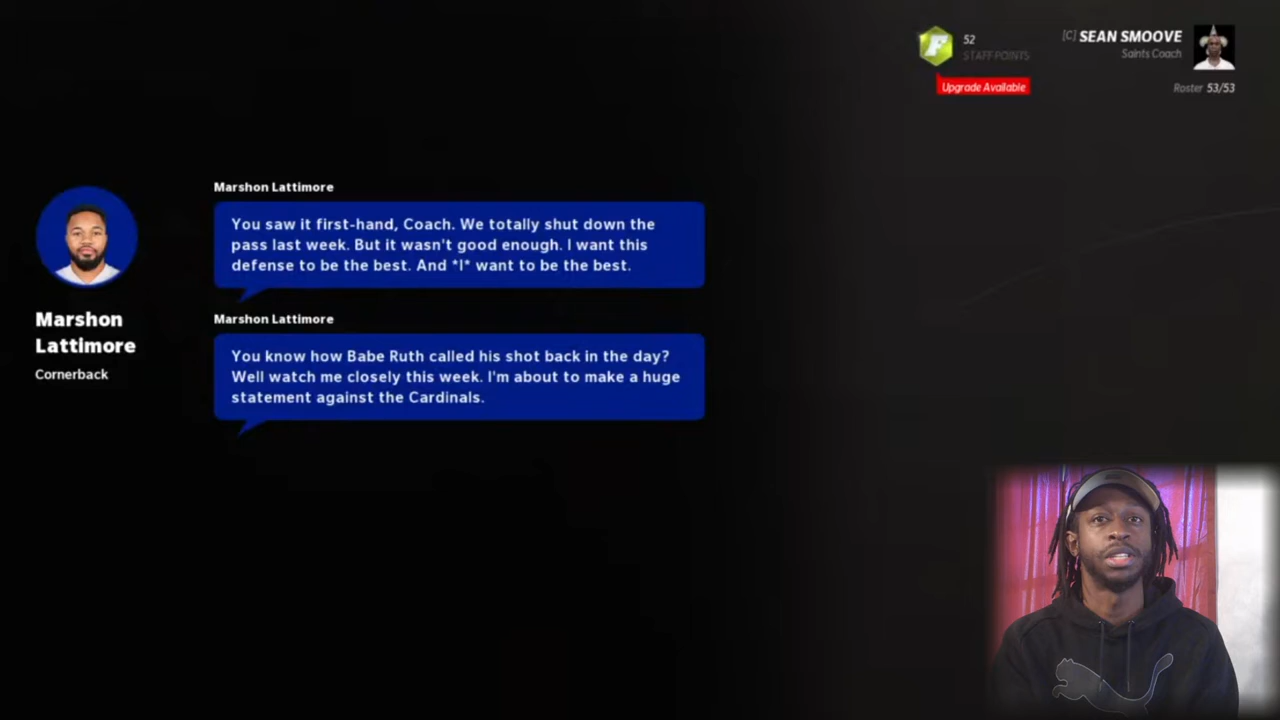 52
STAFF POINTS
Upgrade Available
[C] SEAN SMOOVE
Saints Coach
Roster 53/53
Marshon Lattimore
You saw it first-hand, Coach. We totally shut down the
pass last week. But it wasn't good enough. I want this
defense to be the best. And *I* want to be the best.
Marshon
Lattimore
Cornerback
Marshon Lattimore
You know how Babe Ruth called his shot back in the day?
Well watch me closely this week. I'm about to make a huge
statement against the Cardinals.